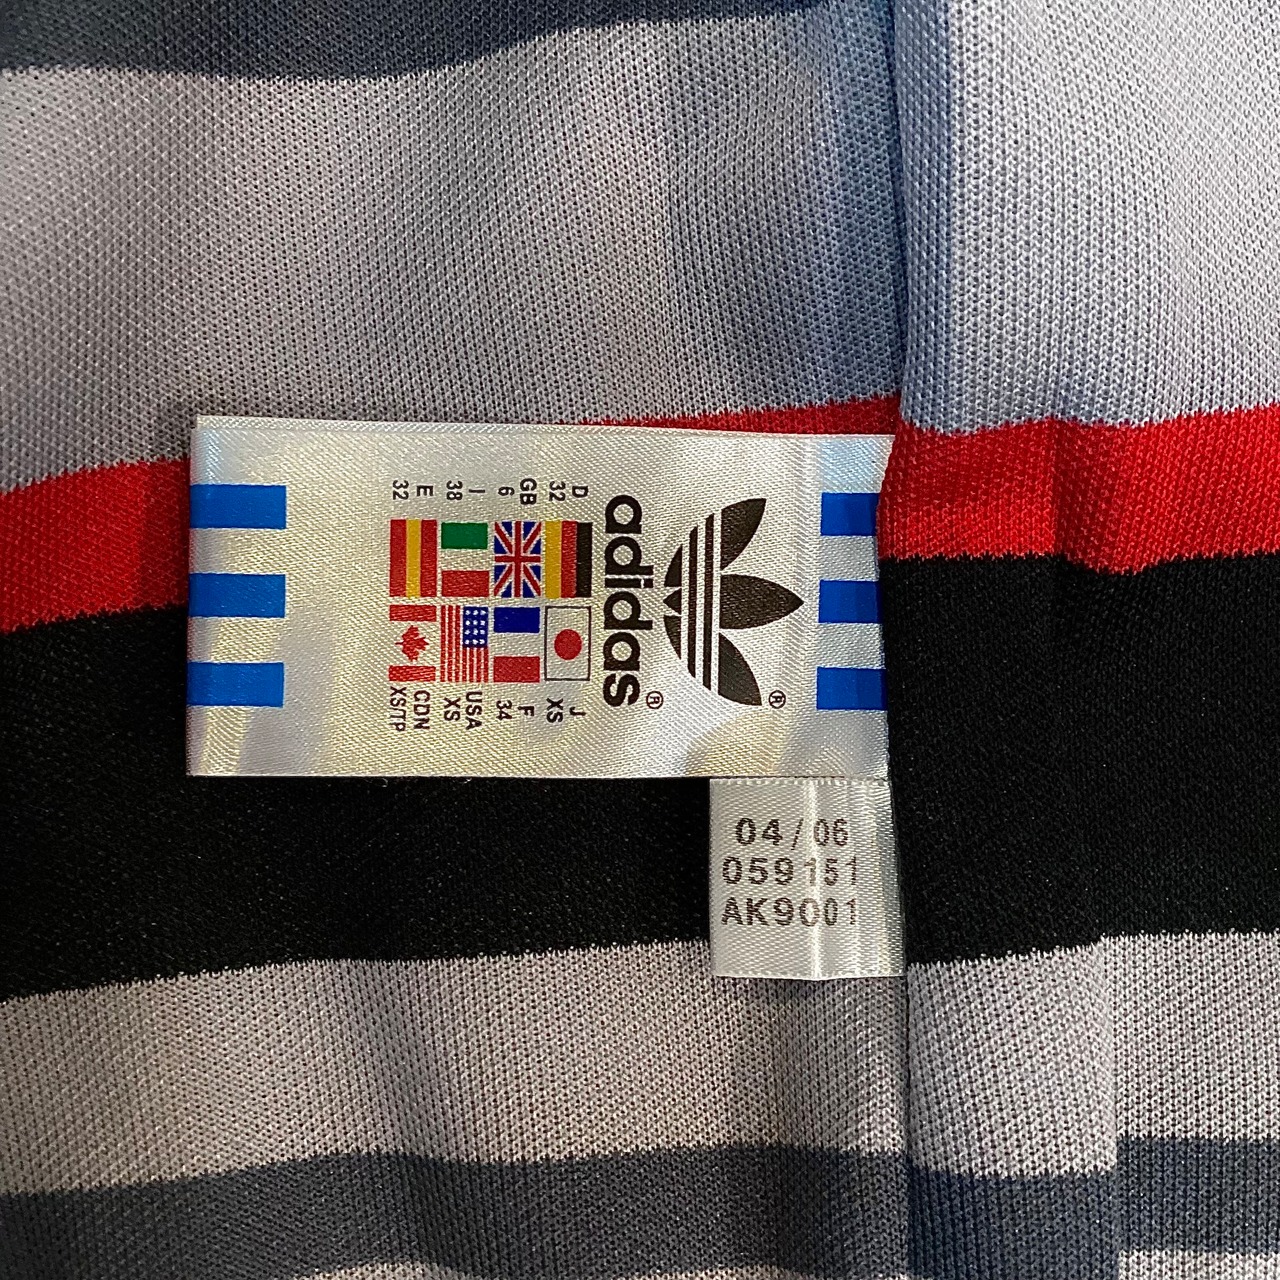 adidas®
®
D
32
J
XS
GB
6
F
34
I
38
USA
XS
E
32
CDN
XS/TP
04/06
059151
AK9001